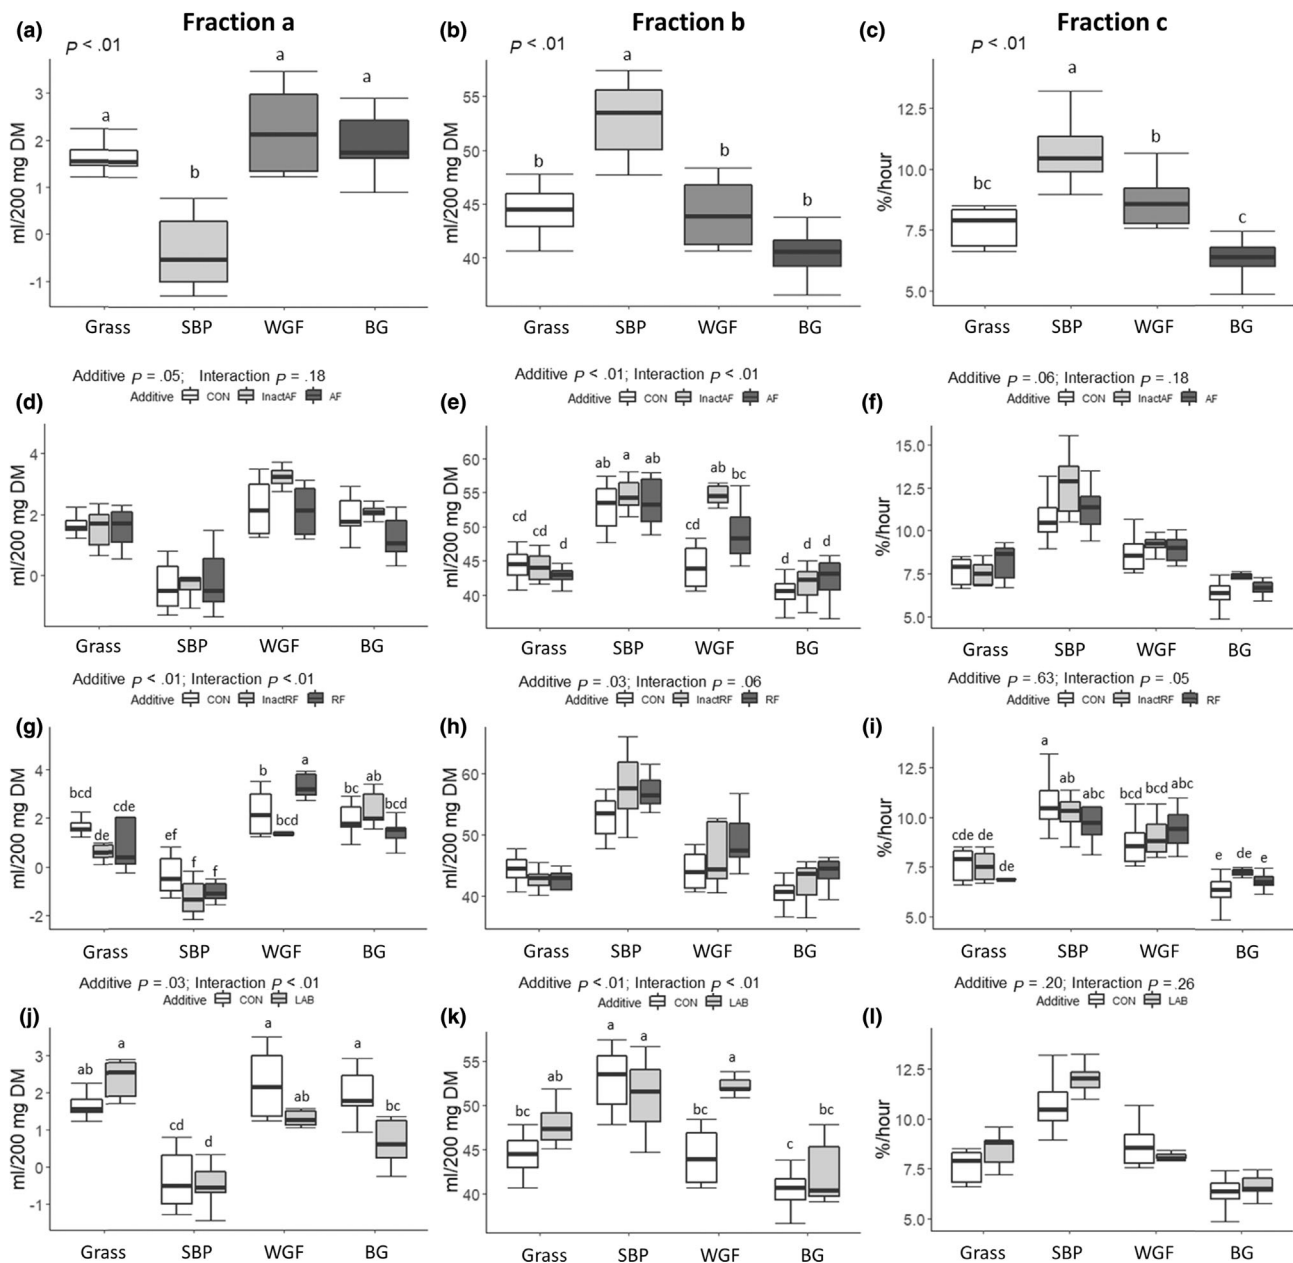 Fraction a
Fraction b
Fraction c
(a)
P < .01
ml/200 mg DM
3
2
1
0
-1
a
b
a
a
Grass SBP WGF BG
(b)
P < .01
ml/200 mg DM
55
50
45
40
b
a
b
b
Grass SBP WGF BG
(c)
P < .01
%/hour
12.5
10.0
7.5
5.0
bc
a
b
c
Grass SBP WGF BG
(d)
Additive P = .05; Interaction P = .18
Additive CON InactAF AF
ml/200 mg DM
4
2
0
Grass SBP WGF BG
(e)
Additive P < .01; Interaction P < .01
Additive CON InactAF AF
ml/200 mg DM
60
55
50
45
40
cd cd d
ab a ab
cd ab bc
d d d
Grass SBP WGF BG
(f)
Additive P = .06; Interaction P = .18
Additive CON InactAF AF
%/hour
15.0
12.5
10.0
7.5
5.0
Grass SBP WGF BG
(g)
Additive P < .01; Interaction P < .01
Additive CON InactRF RF
ml/200 mg DM
4
2
0
-2
bcd de cde
ef f f
b bcd a
bc ab bcd
Grass SBP WGF BG
(h)
Additive P = .03; Interaction P = .06
Additive CON InactRF RF
ml/200 mg DM
60
50
40
Grass SBP WGF BG
(i)
Additive P = .63; Interaction P = .05
Additive CON InactRF RF
%/hour
12.5
10.0
7.5
5.0
cde de de
a ab abc
bcd bcd abc
e de e
Grass SBP WGF BG
(j)
Additive P = .03; Interaction P < .01
Additive CON LAB
ml/200 mg DM
3
2
1
0
-1
ab a
cd d
a ab
a bc
Grass SBP WGF BG
(k)
Additive P < .01; Interaction P < .01
Additive CON LAB
ml/200 mg DM
55
50
45
40
bc ab
a a
bc a
c bc
Grass SBP WGF BG
(l)
Additive P = .20; Interaction P = .26
Additive CON LAB
%/hour
12.5
10.0
7.5
5.0
Grass SBP WGF BG